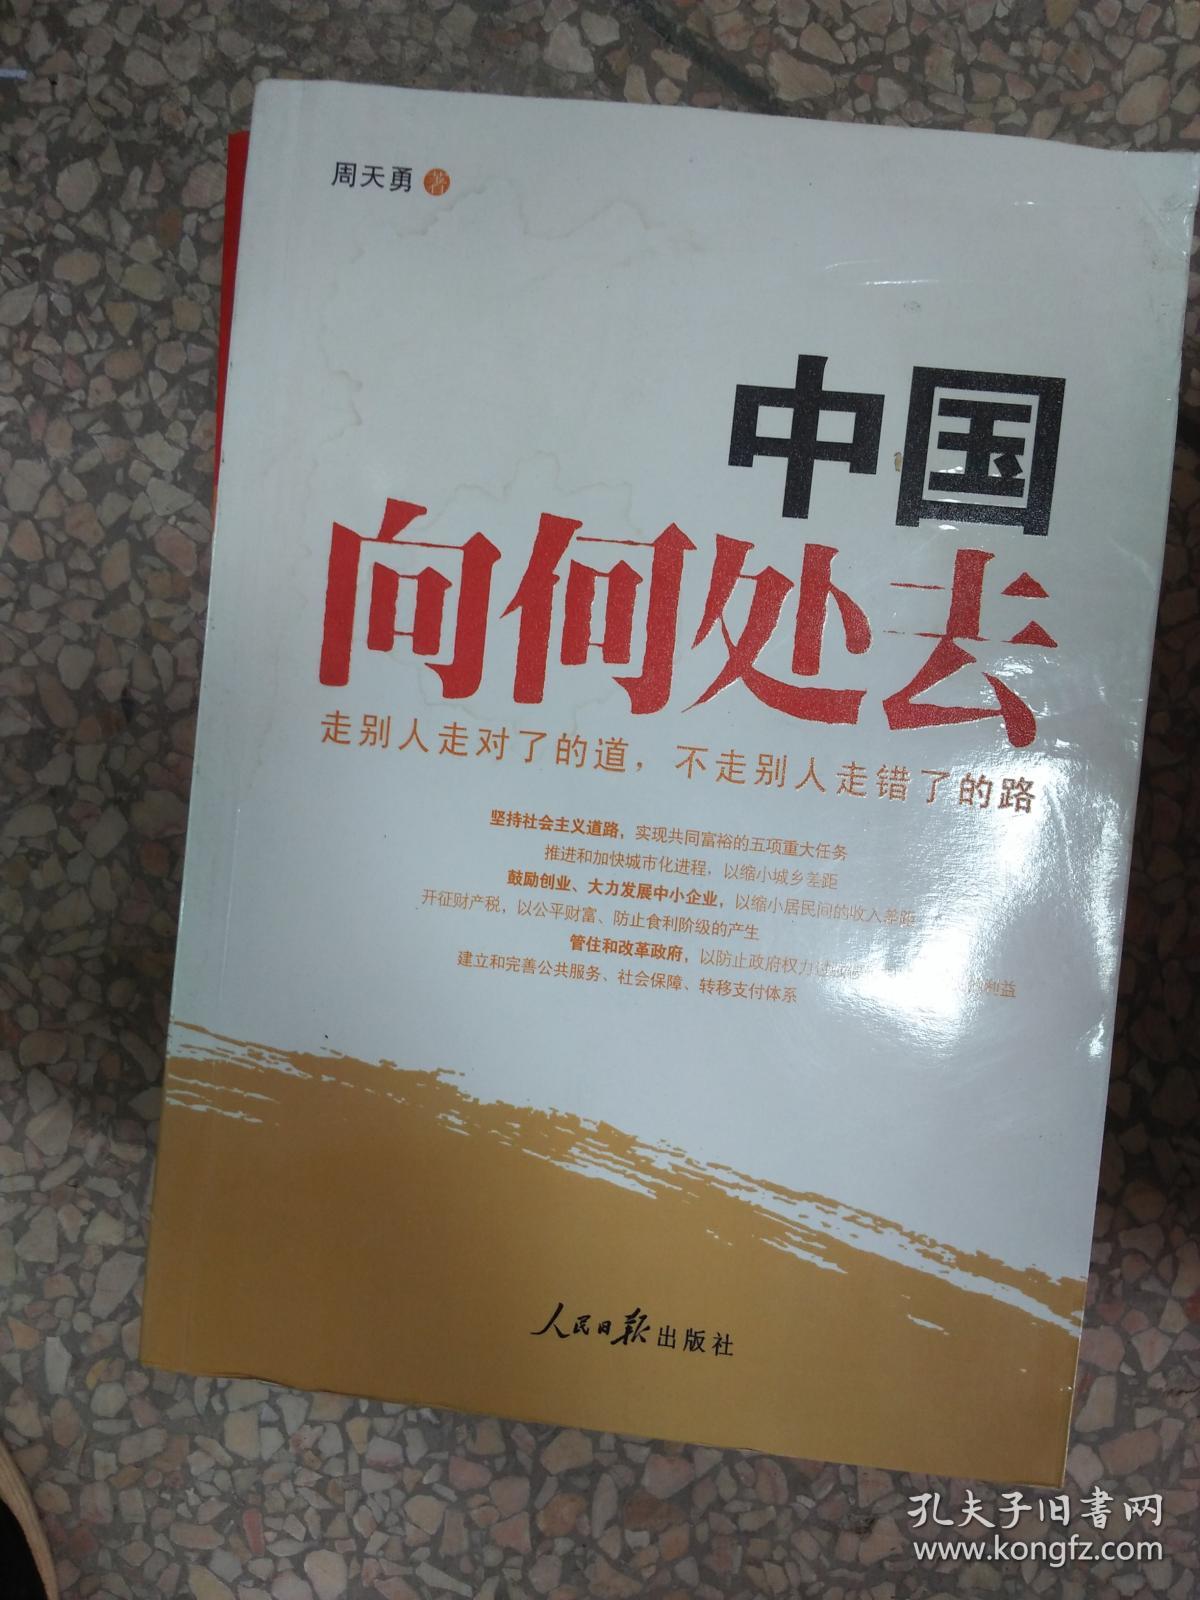 周天勇 著
中国
向何处去
走别人走对了的道，不走别人走错了的路
坚持社会主义道路，实现共同富裕的五项重大任务
推进和加快城市化进程，以缩小城乡差距
鼓励创业、大力发展中小企业，以缩小居民间的收入差距
开征财产税，以公平财富、防止食利阶级的产生
管住和改革政府，以防止政府权力 利益
建立和完善公共服务、社会保障、转移支付体系
人民日报出版社
孔夫子旧书网
www.kongfz.com